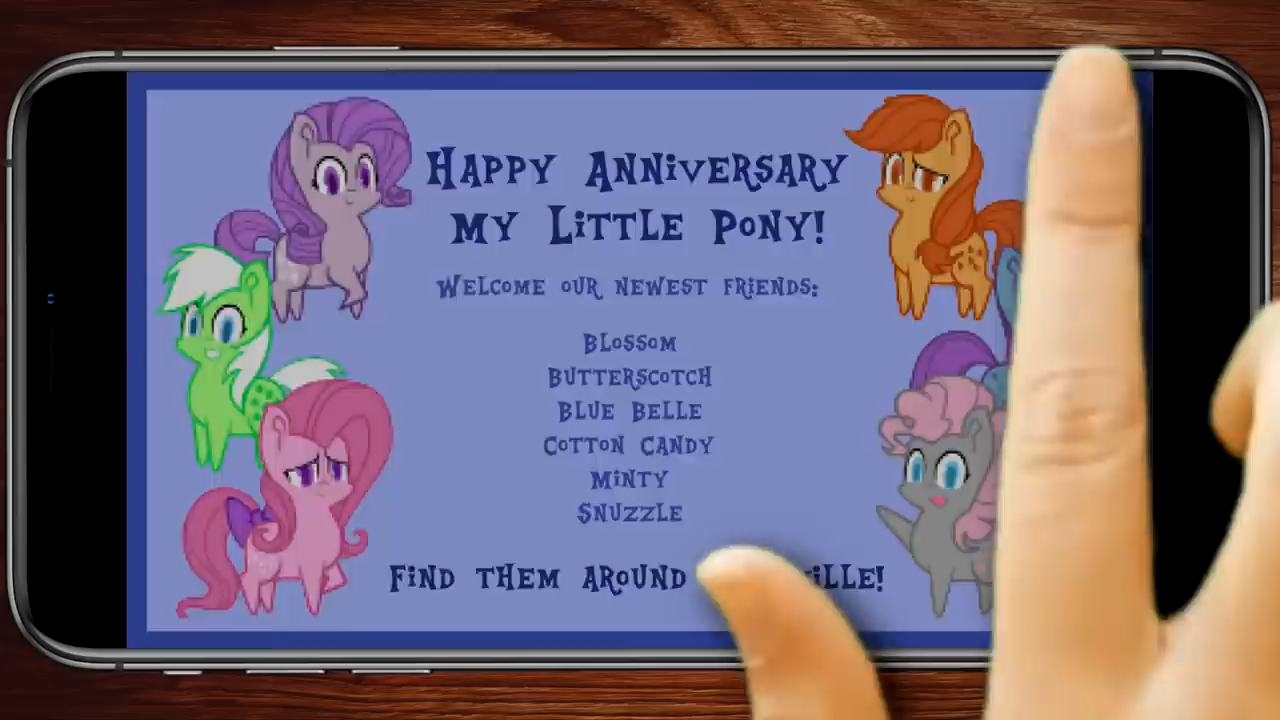 Happy Anniversary
my Little Pony!
Welcome our newest friends:
Blossom
Butterscotch
Blue Belle
Cotton Candy
Minty
Snuzzle
Find them around